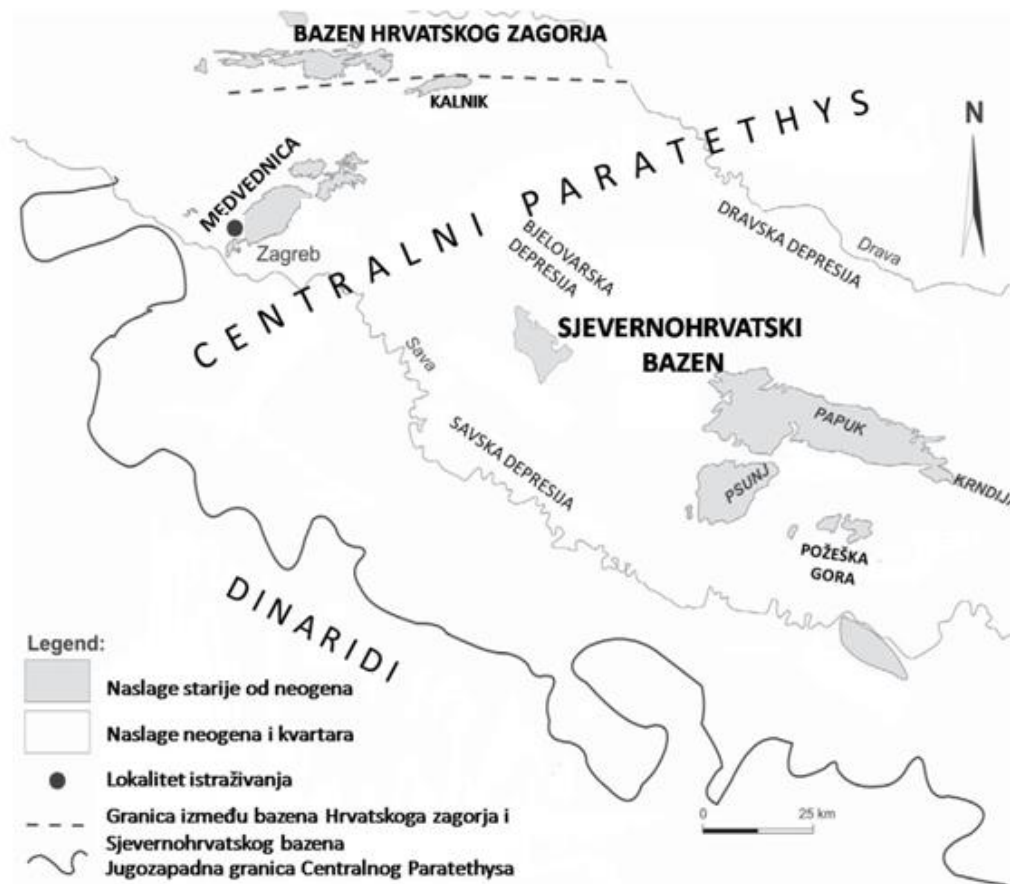 BAZEN HRVATSKOG ZAGORJA
KALNIK
N
MEDVEDNICA
Zagreb
CENTRALNI PARATETHYS
BJELOVARSKA
DEPRESIJA
DRAVSKA DEPRESIJA
Drava
SJEVERNOHRVATSKI
BAZEN
Sava
SAVSKA DEPRESIJA
PAPUK
PSUNJ
KRNDIJA
POŽEŠKA
GORA
DINARIDI
Legend:
Naslage starije od neogena
Naslage neogena i kvartara
Lokalitet istraživanja
Granica između bazena Hrvatskoga zagorja i
Sjevernohrvatskog bazena
Jugozapadna granica Centralnog Paratethysa
0 25 km